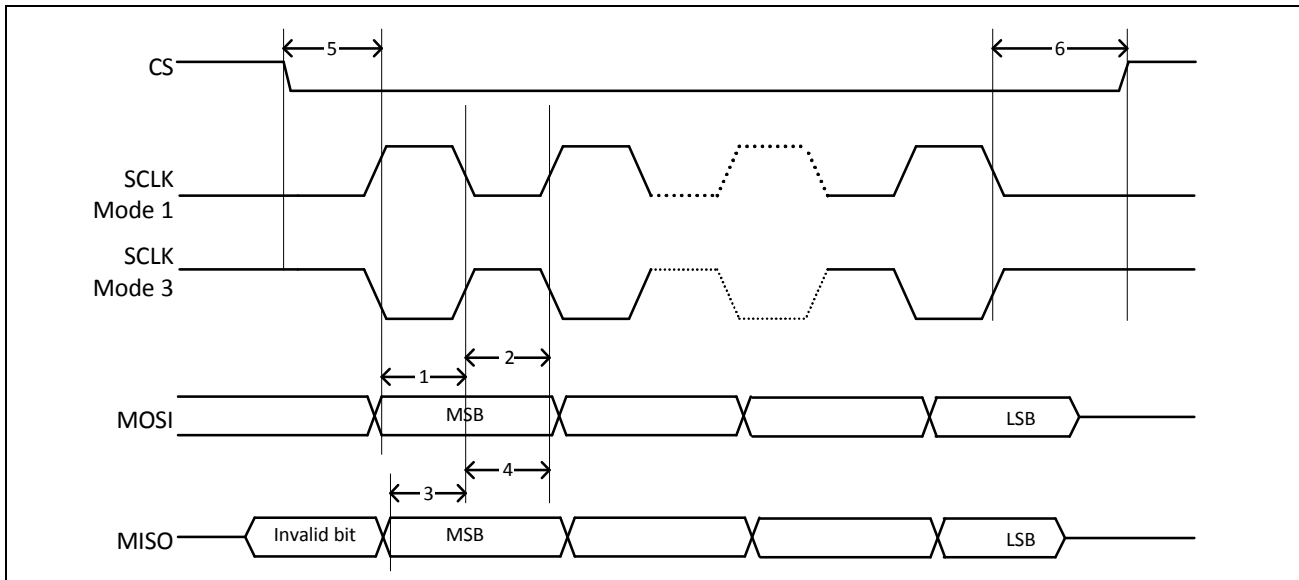 5
6
CS
SCLK
Mode 1
SCLK
Mode 3
2
1
MOSI
MSB
LSB
4
3
MISO
Invalid bit
MSB
LSB